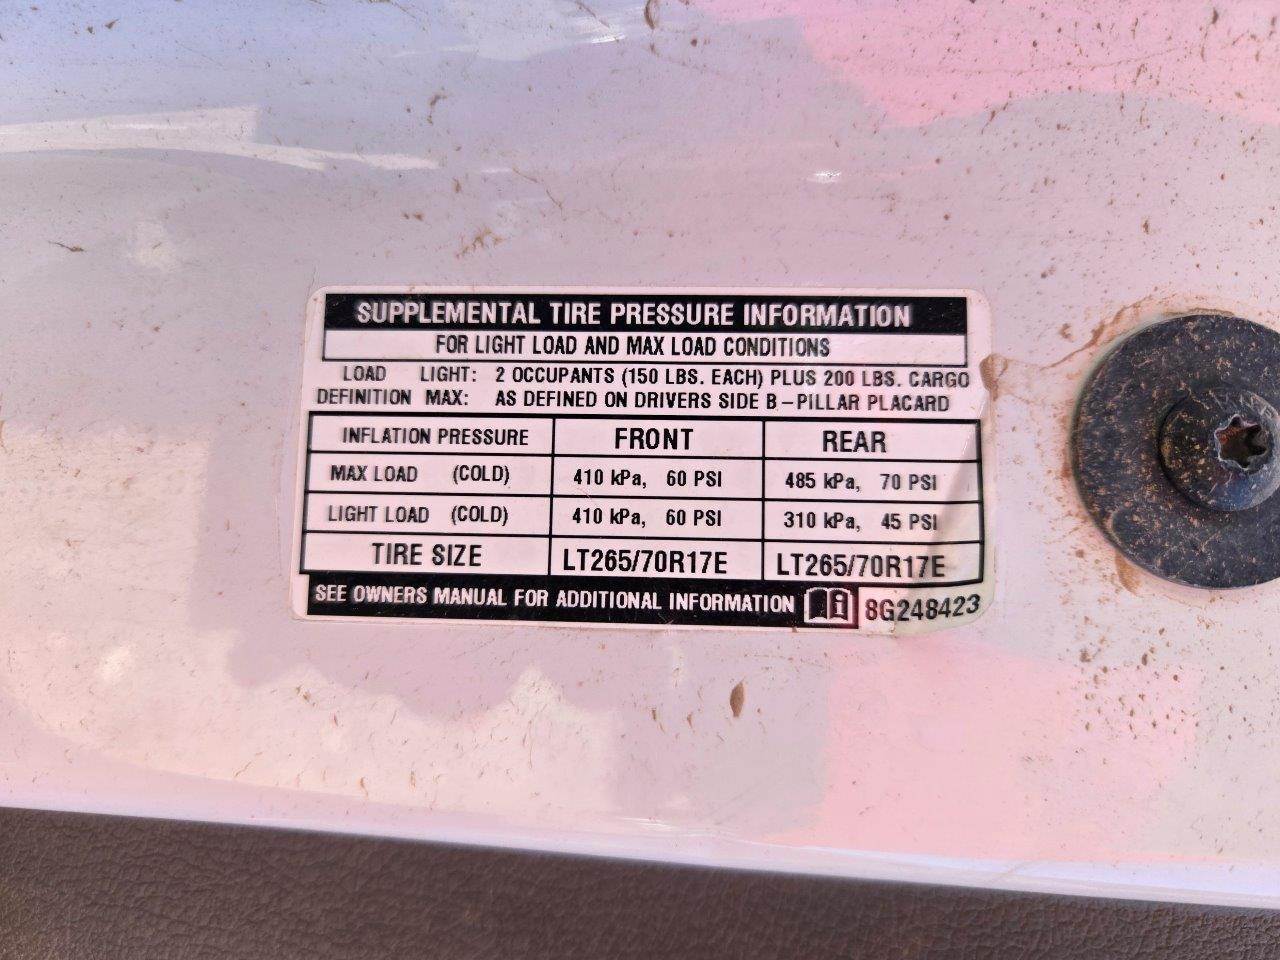 SUPPLEMENTAL TIRE PRESSURE INFORMATION
FOR LIGHT LOAD AND MAX LOAD CONDITIONS
LOAD LIGHT: 2 OCCUPANTS (150 LBS. EACH) PLUS 200 LBS. CARGO
DEFINITION MAX: AS DEFINED ON DRIVERS SIDE B-PILLAR PLACARD
INFLATION PRESSURE FRONT REAR
MAX LOAD (COLD) 410 kPa, 60 PSI 485 kPa, 70 PSI
LIGHT LOAD (COLD) 410 kPa, 60 PSI 310 kPa, 45 PSI
TIRE SIZE LT265/70R17E LT265/70R17E
SEE OWNERS MANUAL FOR ADDITIONAL INFORMATION 8G248423